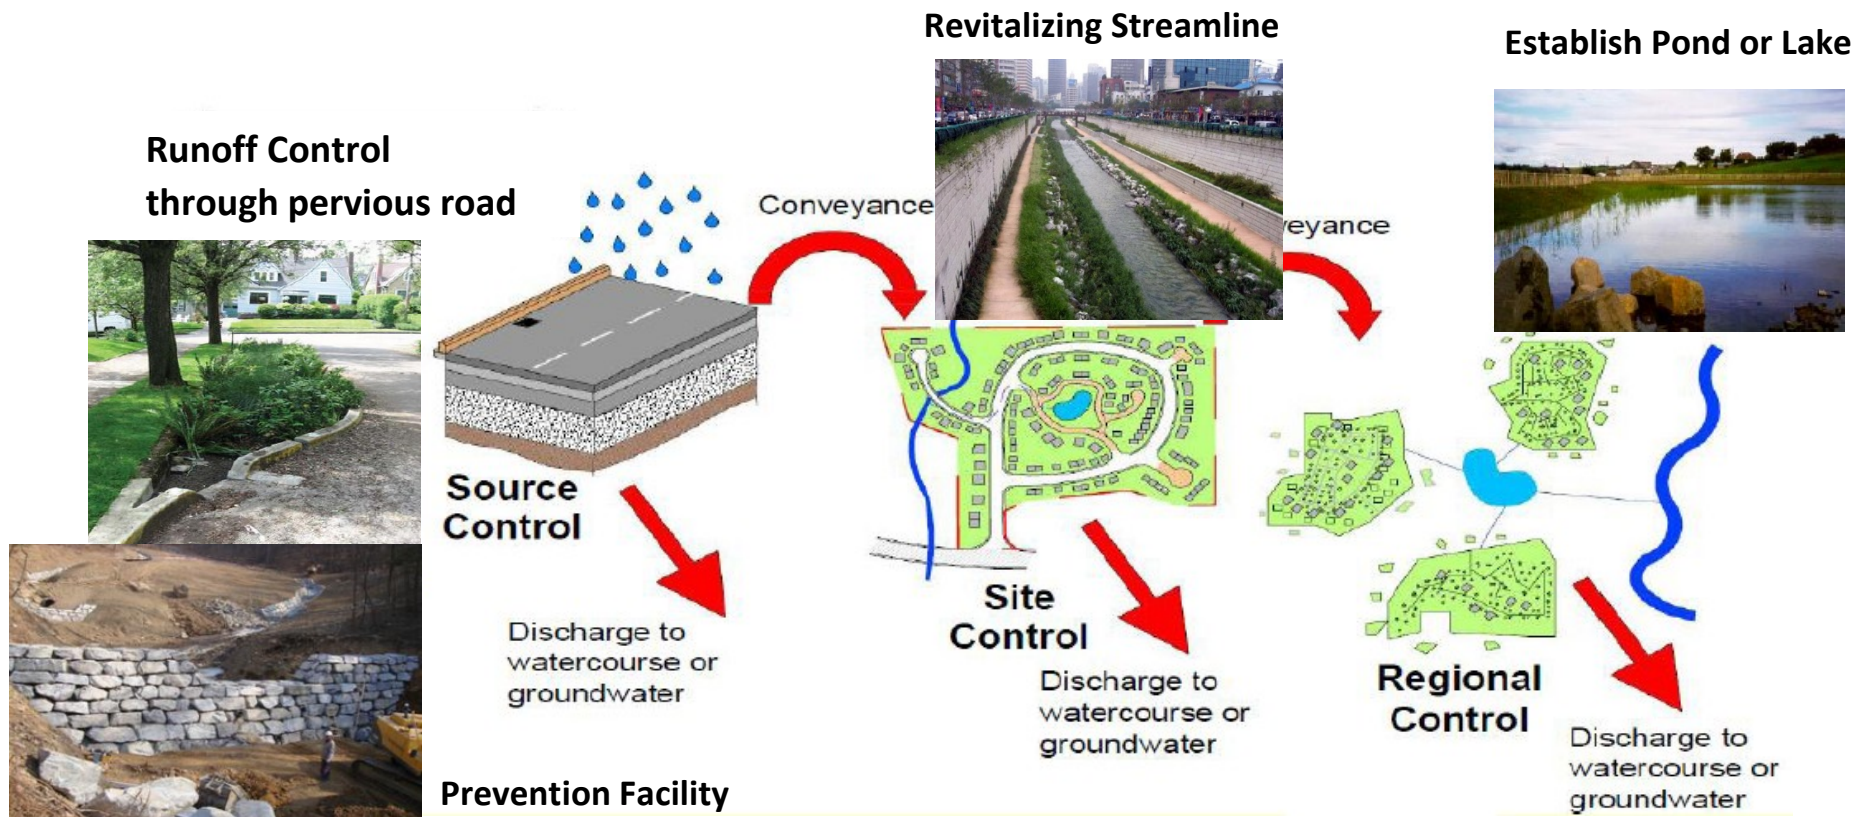 Revitalizing Streamline
Establish Pond or Lake
Runoff Control
through pervious road
Conveyance
veyance
Source
Control
Discharge to
watercourse or
groundwater
Site
Control
Discharge to
watercourse or
groundwater
Regional
Control
Discharge to
watercourse or
groundwater
Prevention Facility